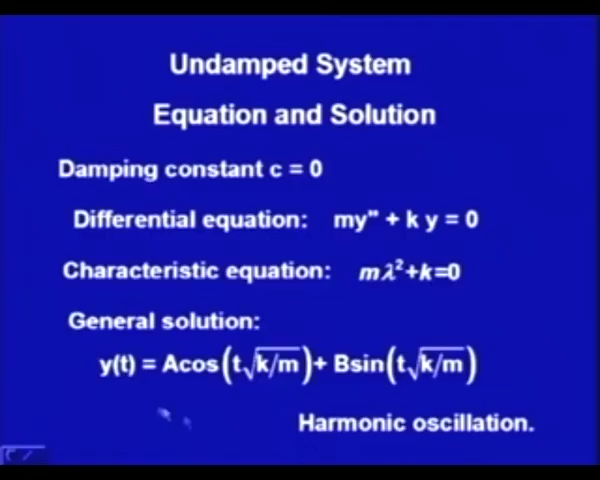 Undamped System
Equation and Solution
Damping constant c = 0
Differential equation: my" + k y = 0
Characteristic equation: mλ²+k=0
General solution:
y(t) = Acos(t√k/m)+ Bsin(t√k/m)
Harmonic oscillation.